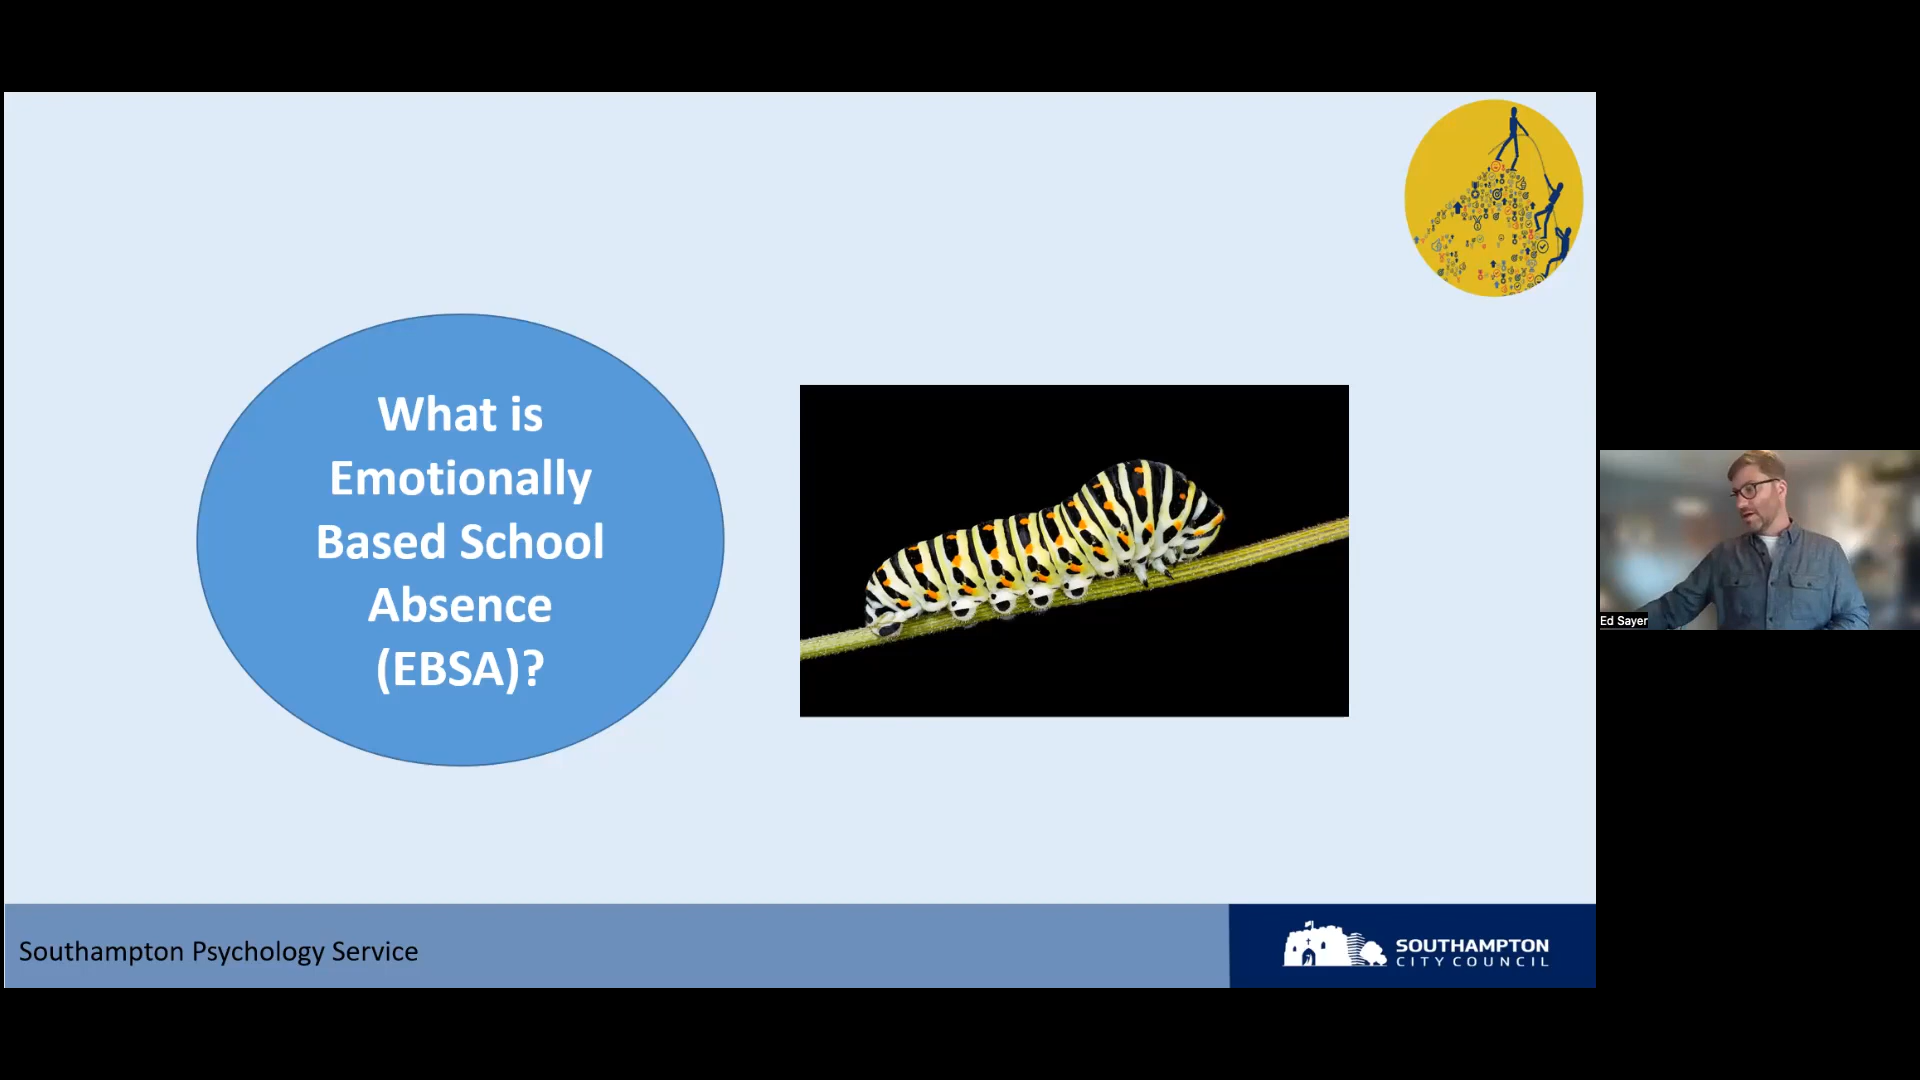 What is
Emotionally
Based School
Absence
(EBSA)?
Ed Sayer
Southampton Psychology Service
SOUTHAMPTON
CITY COUNCIL